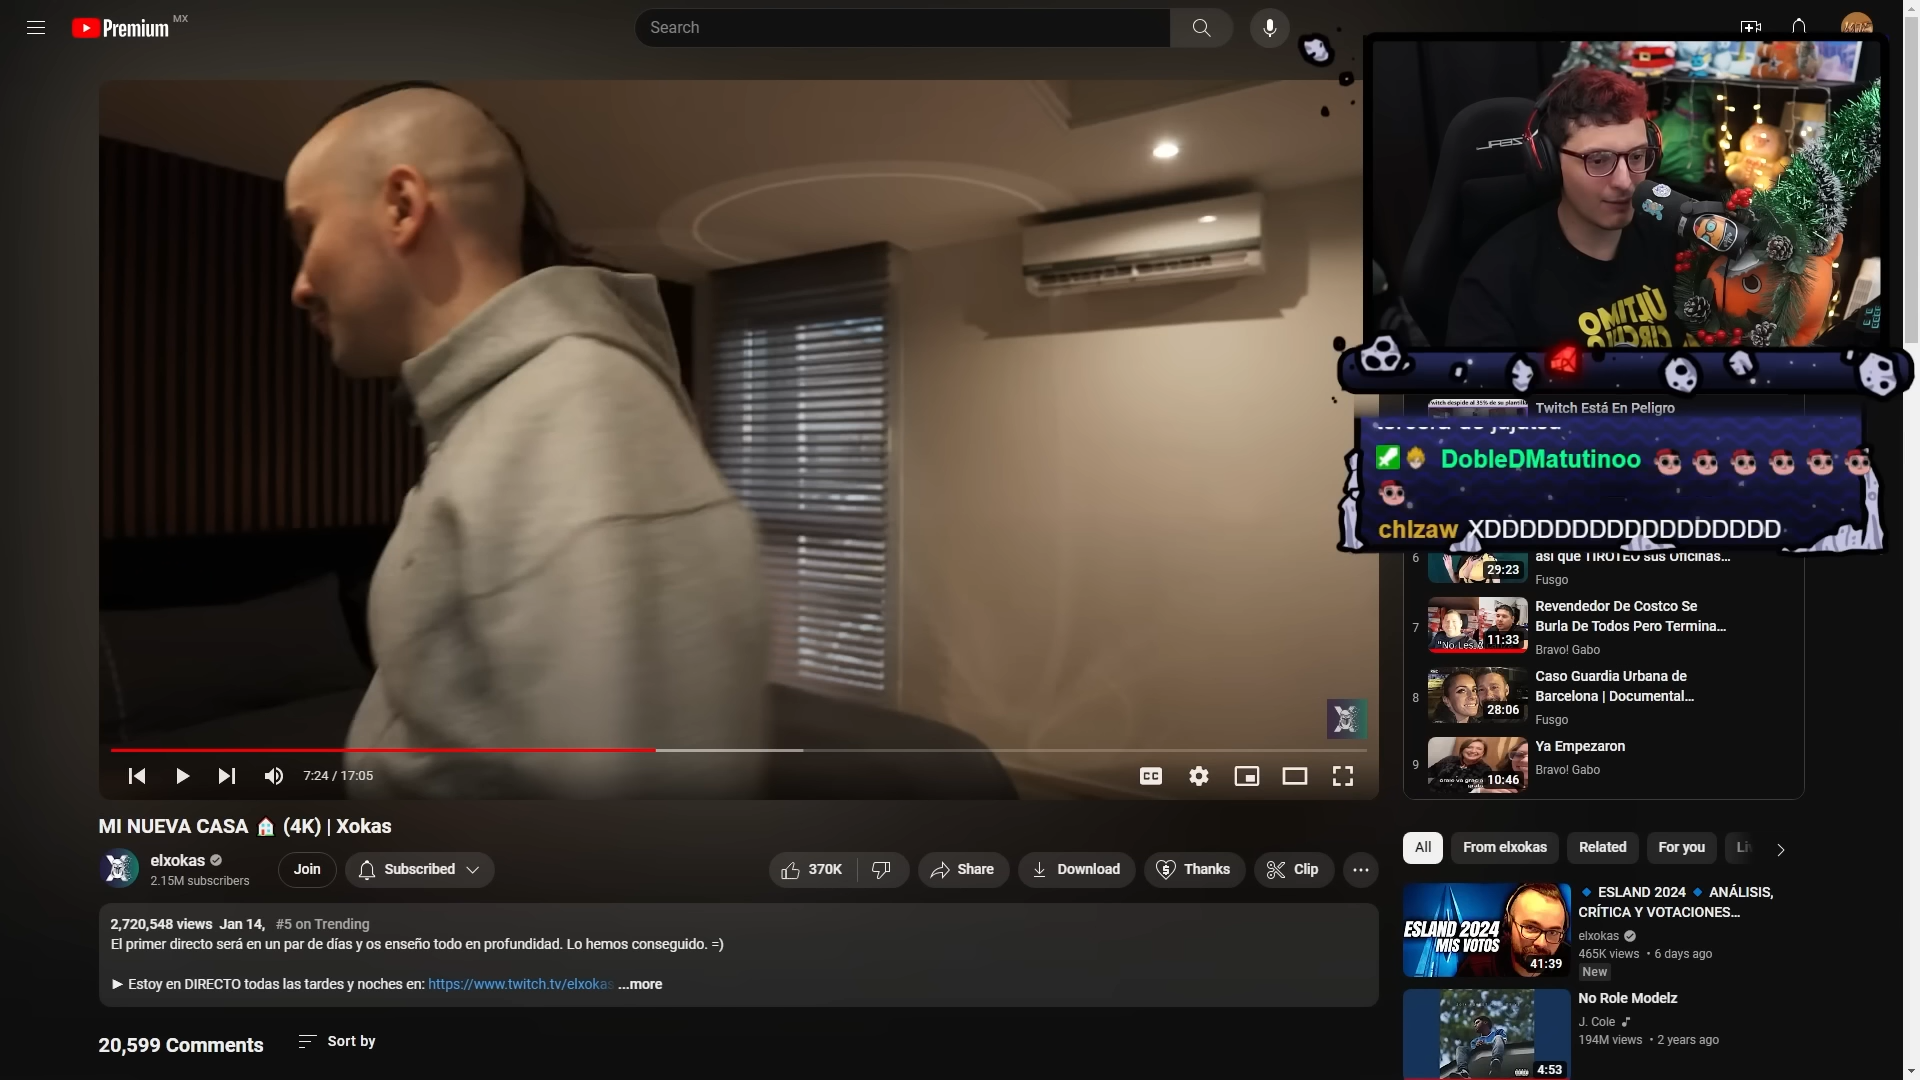 Premium MX
Search
7:24 / 17:05
MI NUEVA CASA 🏠 (4K) | Xokas
elxokas
2.15M subscribers
Join
Subscribed
370K
Share
Download
Thanks
Clip
2,720,548 views Jan 14, #5 on Trending
El primer directo será en un par de días y os enseño todo en profundidad. Lo hemos conseguido. =)
► Estoy en DIRECTO todas las tardes y noches en: https://www.twitch.tv/elxokas ...more
20,599 Comments
Sort by
ÚLTIMO
Twitch Está En Peligro
DobleDMatutinoo
chlzaw XDDDDDDDDDDDDDDDDD
6
29:23
así que TIROTEÓ sus Oficinas...
Fusgo
7
11:33
Revendedor De Costco Se
Burla De Todos Pero Termina...
Bravo! Gabo
8
28:06
Caso Guardia Urbana de
Barcelona | Documental...
Fusgo
9
10:46
Ya Empezaron
Bravo! Gabo
All
From elxokas
Related
For you
ESLAND 2024
MIS VOTOS
41:39
🔹 ESLAND 2024 🔹 ANÁLISIS,
CRÍTICA Y VOTACIONES...
elxokas
465K views • 6 days ago
New
4:53
No Role Modelz
J. Cole
194M views • 2 years ago